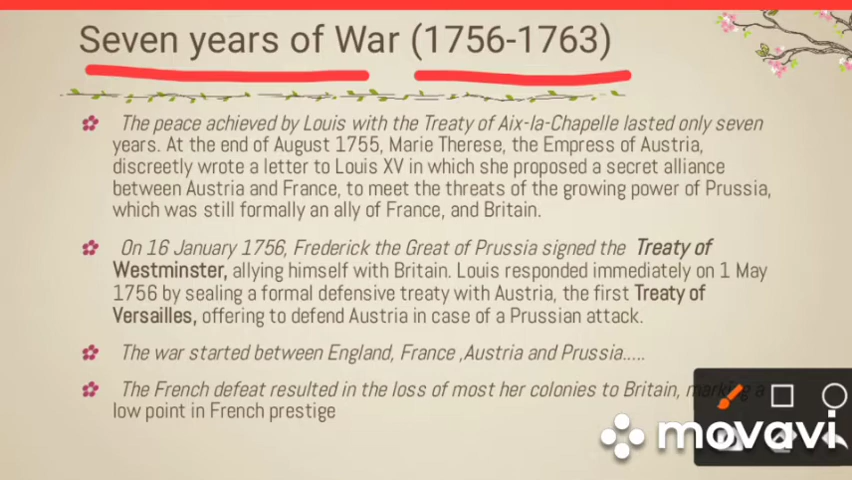 Seven years of War (1756-1763)
The peace achieved by Louis with the Treaty of Aix-la-Chapelle lasted only seven
years. At the end of August 1755, Marie Therese, the Empress of Austria,
discreetly wrote a letter to Louis XV in which she proposed a secret alliance
between Austria and France, to meet the threats of the growing power of Prussia,
which was still formally an ally of France, and Britain.
On 16 January 1756, Frederick the Great of Prussia signed the Treaty of
Westminster, allying himself with Britain. Louis responded immediately on 1 May
1756 by sealing a formal defensive treaty with Austria, the first Treaty of
Versailles, offering to defend Austria in case of a Prussian attack.
The war started between England, France ,Austria and Prussia.....
The French defeat resulted in the loss of most her colonies to Britain, marking a
low point in French prestige
movavi